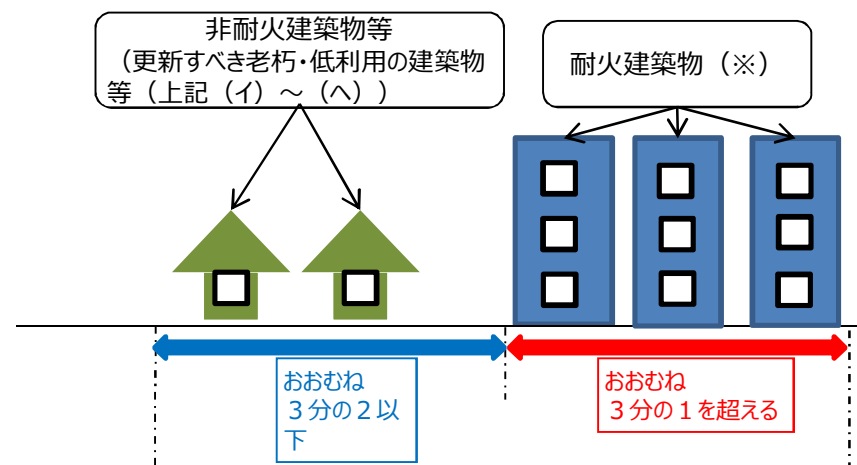 非耐火建築物等
（更新すべき老朽・低利用の建築物
等（上記（イ）～（ヘ））
耐火建築物（※）
おおむね
３分の２以
下
おおむね
３分の１を超える